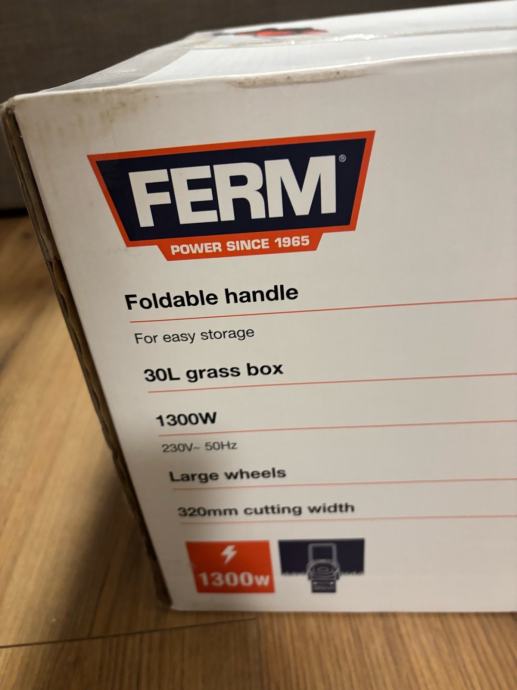 FERM®
POWER SINCE 1965
Foldable handle
For easy storage
30L grass box
1300W
230V~ 50Hz
Large wheels
320mm cutting width
1300w